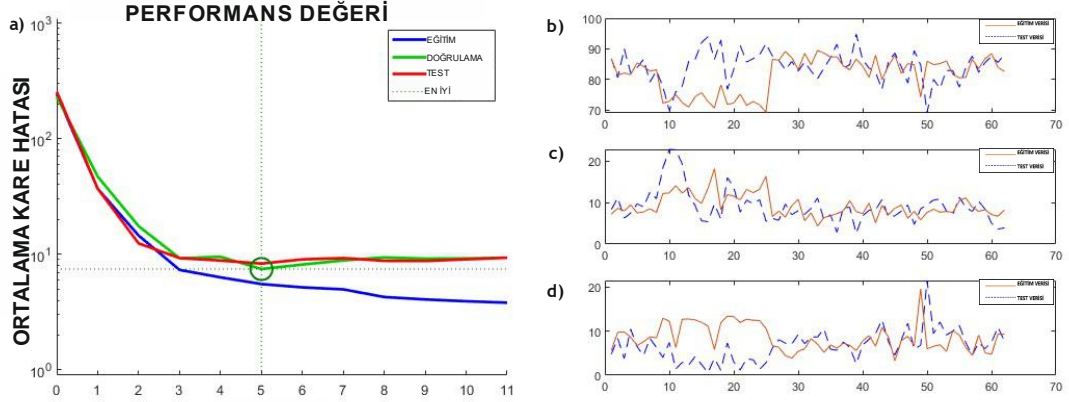 PERFORMANS DEĞERİ
a)
ORTALAMA KARE HATASI
10³
10²
10¹
10⁰
EĞİTİM
DOĞRULAMA
TEST
EN İYİ
0 1 2 3 4 5 6 7 8 9 10 11
b)
100
90
80
70
EĞİTİM VERİSİ
TEST VERİSİ
0 10 20 30 40 50 60 70
c)
20
10
0
EĞİTİM VERİSİ
TEST VERİSİ
0 10 20 30 40 50 60 70
d)
20
10
0
EĞİTİM VERİSİ
TEST VERİSİ
0 10 20 30 40 50 60 70